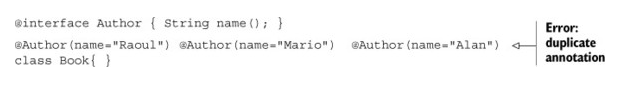 @interface Author { String name(); }
@Author(name="Raoul") @Author(name="Mario") @Author(name="Alan")
class Book{ }
Error:
duplicate
annotation